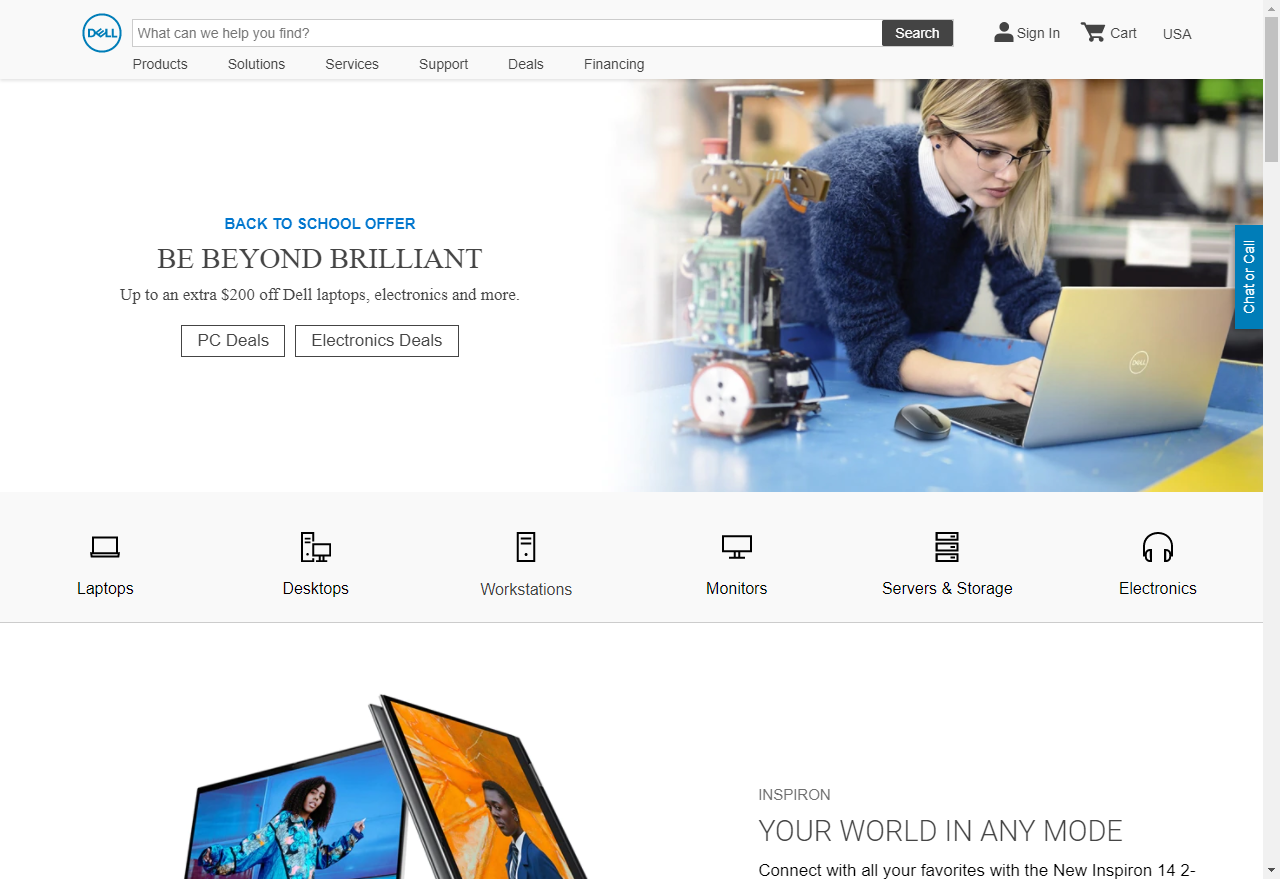 DELL
What can we help you find?
Search
Sign In
Cart
USA
Products
Solutions
Services
Support
Deals
Financing
BACK TO SCHOOL OFFER
BE BEYOND BRILLIANT
Up to an extra $200 off Dell laptops, electronics and more.
PC Deals
Electronics Deals
DELL
Chat or Call
Laptops
Desktops
Workstations
Monitors
Servers & Storage
Electronics
INSPIRON
YOUR WORLD IN ANY MODE
Connect with all your favorites with the New Inspiron 14 2-